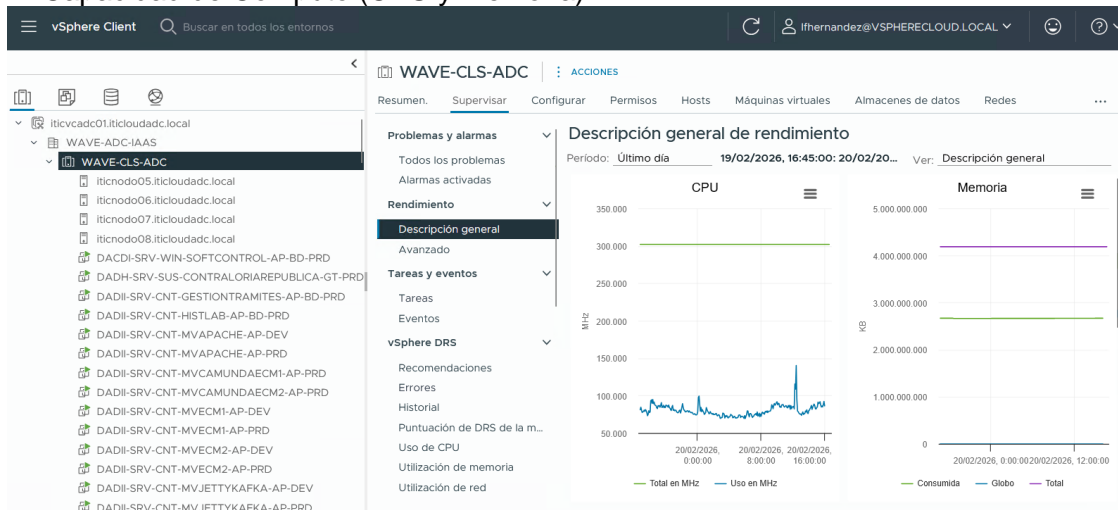 Capacidad de Cómputo (CPU y Memoria)
vSphere Client
Buscar en todos los entornos
lfhernandez@VSPHERECLOUD.LOCAL
WAVE-CLS-ADC
ACCIONES
Resumen.
Supervisar
Configurar
Permisos
Hosts
Máquinas virtuales
Almacenes de datos
Redes
...
iticvcadc01.iticloudadc.local
WAVE-ADC-IAAS
WAVE-CLS-ADC
iticnodo05.iticloudadc.local
iticnodo06.iticloudadc.local
iticnodo07.iticloudadc.local
iticnodo08.iticloudadc.local
DACDI-SRV-WIN-SOFTCONTROL-AP-BD-PRD
DADH-SRV-SUS-CONTRALORIAREPUBLICA-GT-PRD
DADII-SRV-CNT-GESTIONTRAMITES-AP-BD-PRD
DADII-SRV-CNT-HISTLAB-AP-BD-PRD
DADII-SRV-CNT-MVAPACHE-AP-DEV
DADII-SRV-CNT-MVAPACHE-AP-PRD
DADII-SRV-CNT-MVCAMUNDAECM1-AP-PRD
DADII-SRV-CNT-MVCAMUNDAECM2-AP-PRD
DADII-SRV-CNT-MVECM1-AP-DEV
DADII-SRV-CNT-MVECM1-AP-PRD
DADII-SRV-CNT-MVECM2-AP-DEV
DADII-SRV-CNT-MVECM2-AP-PRD
DADII-SRV-CNT-MVJETTYKAFKA-AP-DEV
DADII-SRV-CNT-MVJETTYKAFKA-AP-PRD
Problemas y alarmas
Todos los problemas
Alarmas activadas
Rendimiento
Descripción general
Avanzado
Tareas y eventos
Tareas
Eventos
vSphere DRS
Recomendaciones
Errores
Historial
Puntuación de DRS de la m...
Uso de CPU
Utilización de memoria
Utilización de red
Descripción general de rendimiento
Período: Último día
19/02/2026, 16:45:00: 20/02/20...
Ver: Descripción general
CPU
350.000
300.000
250.000
200.000
150.000
100.000
50.000
MHz
20/02/2026, 0:00:00
20/02/2026, 8:00:00
20/02/2026, 16:00:00
Total en MHz
Uso en MHz
Memoria
5.000.000.000
4.000.000.000
3.000.000.000
2.000.000.000
1.000.000.000
0
KB
20/02/2026, 0:00:00
20/02/2026, 12:00:00
Consumida
Globo
Total